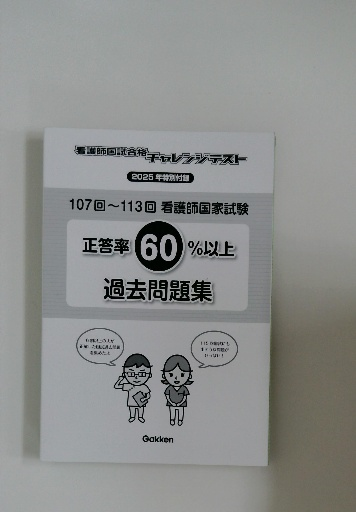 看護師国試合格チャレンジテスト
2025年特別付録
107回〜113回 看護師国家試験
正答率60%以上
過去問題集
Gakken